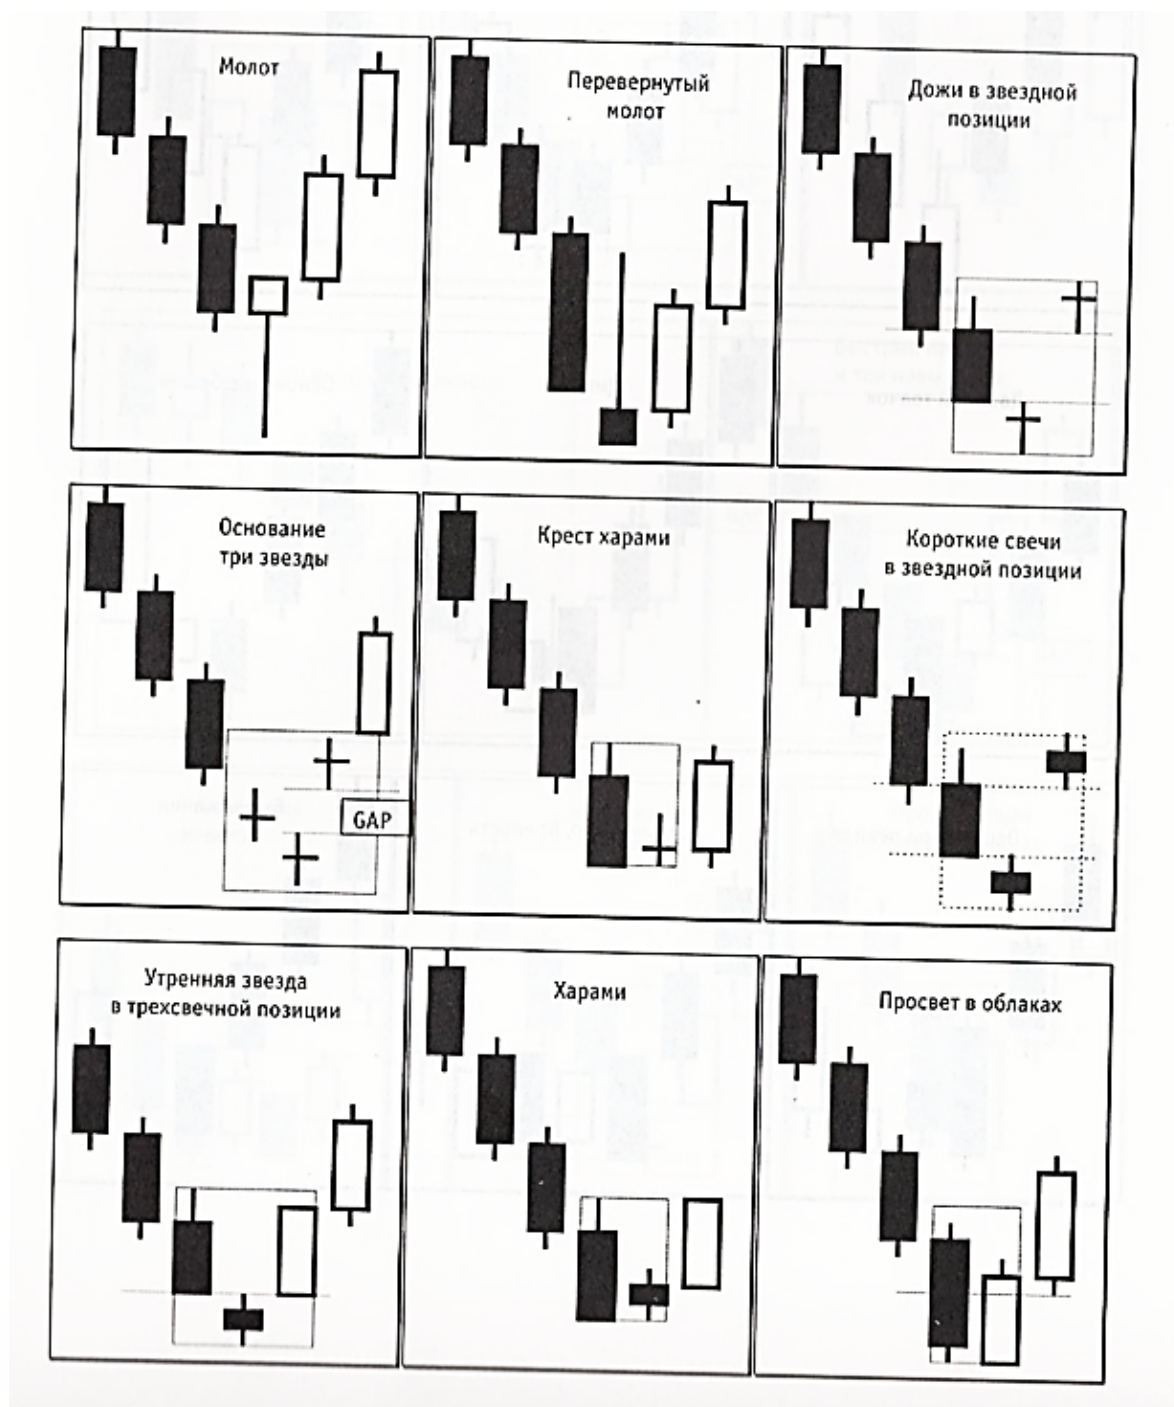 Молот
Перевернутый
молот
Дожи в звездной
позиции
Основание
три звезды
GAP
Крест харами
Короткие свечи
в звездной позиции
Утренняя звезда
в трехсвечной позиции
Харами
Просвет в облаках